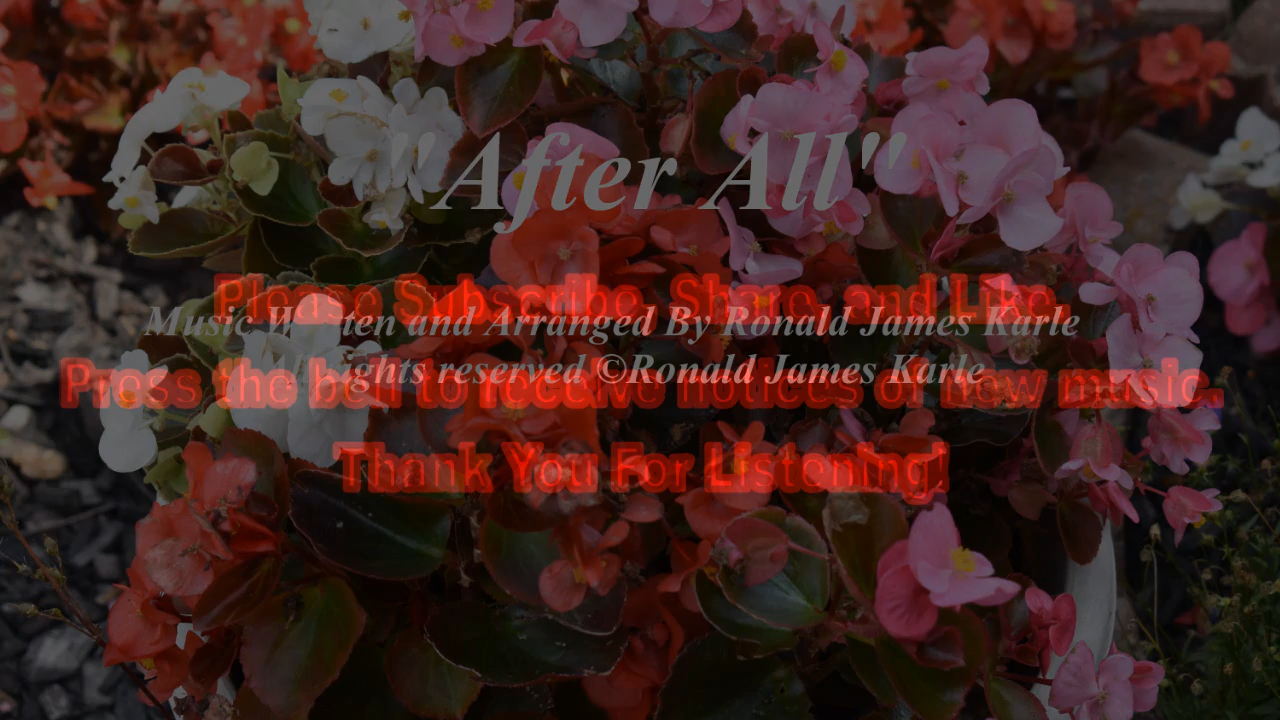 "After All"
Please Subscribe, Share, and Like
Music Written and Arranged By Ronald James Karle
All rights reserved ©Ronald James Karle
Press the bell to receive notices of new music.
Thank You For Listening!